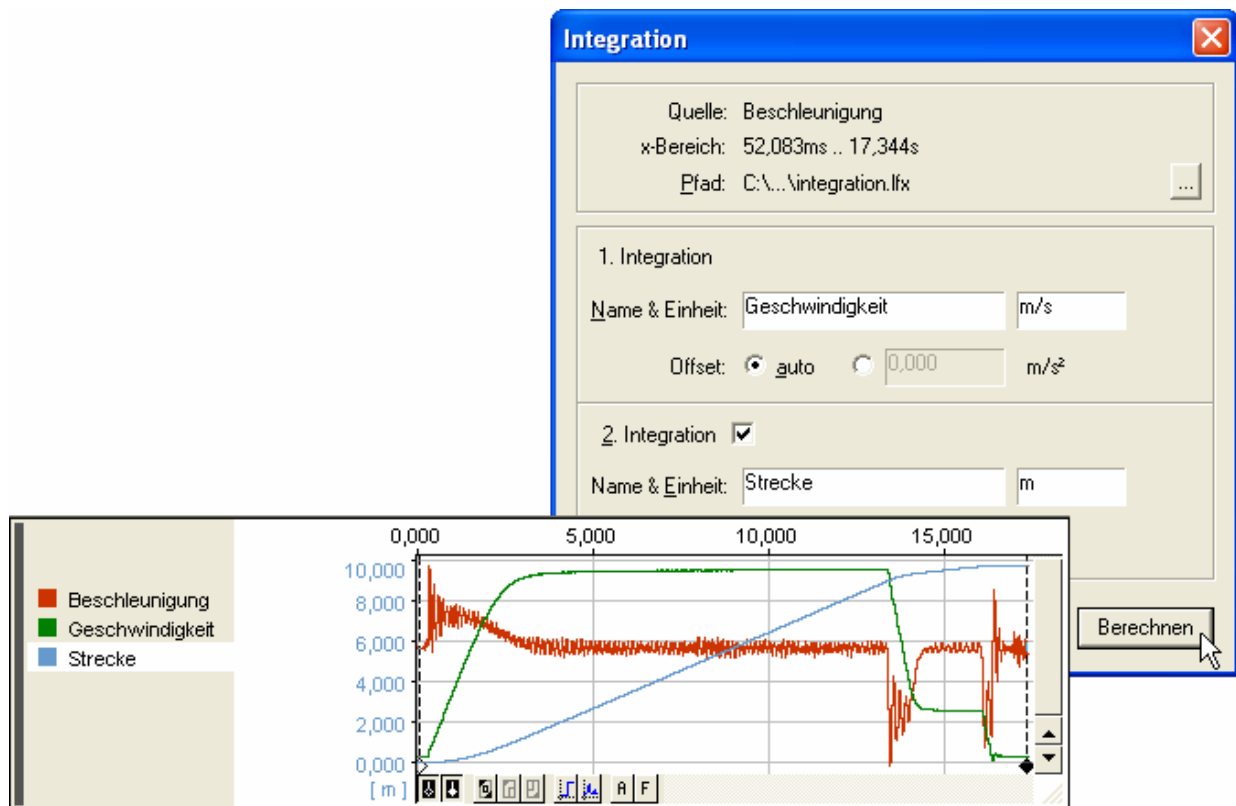 Integration
Quelle: Beschleunigung
x-Bereich: 52,083ms .. 17,344s
Pfad: C:\...\integration.lfx
...
1. Integration
Name & Einheit: Geschwindigkeit m/s
Offset: auto 0,000 m/s²
2. Integration
Name & Einheit: Strecke m
Berechnen
0,000 5,000 10,000 15,000
Beschleunigung
Geschwindigkeit
Strecke
10,000
8,000
6,000
4,000
2,000
0,000
[ m ]
A F